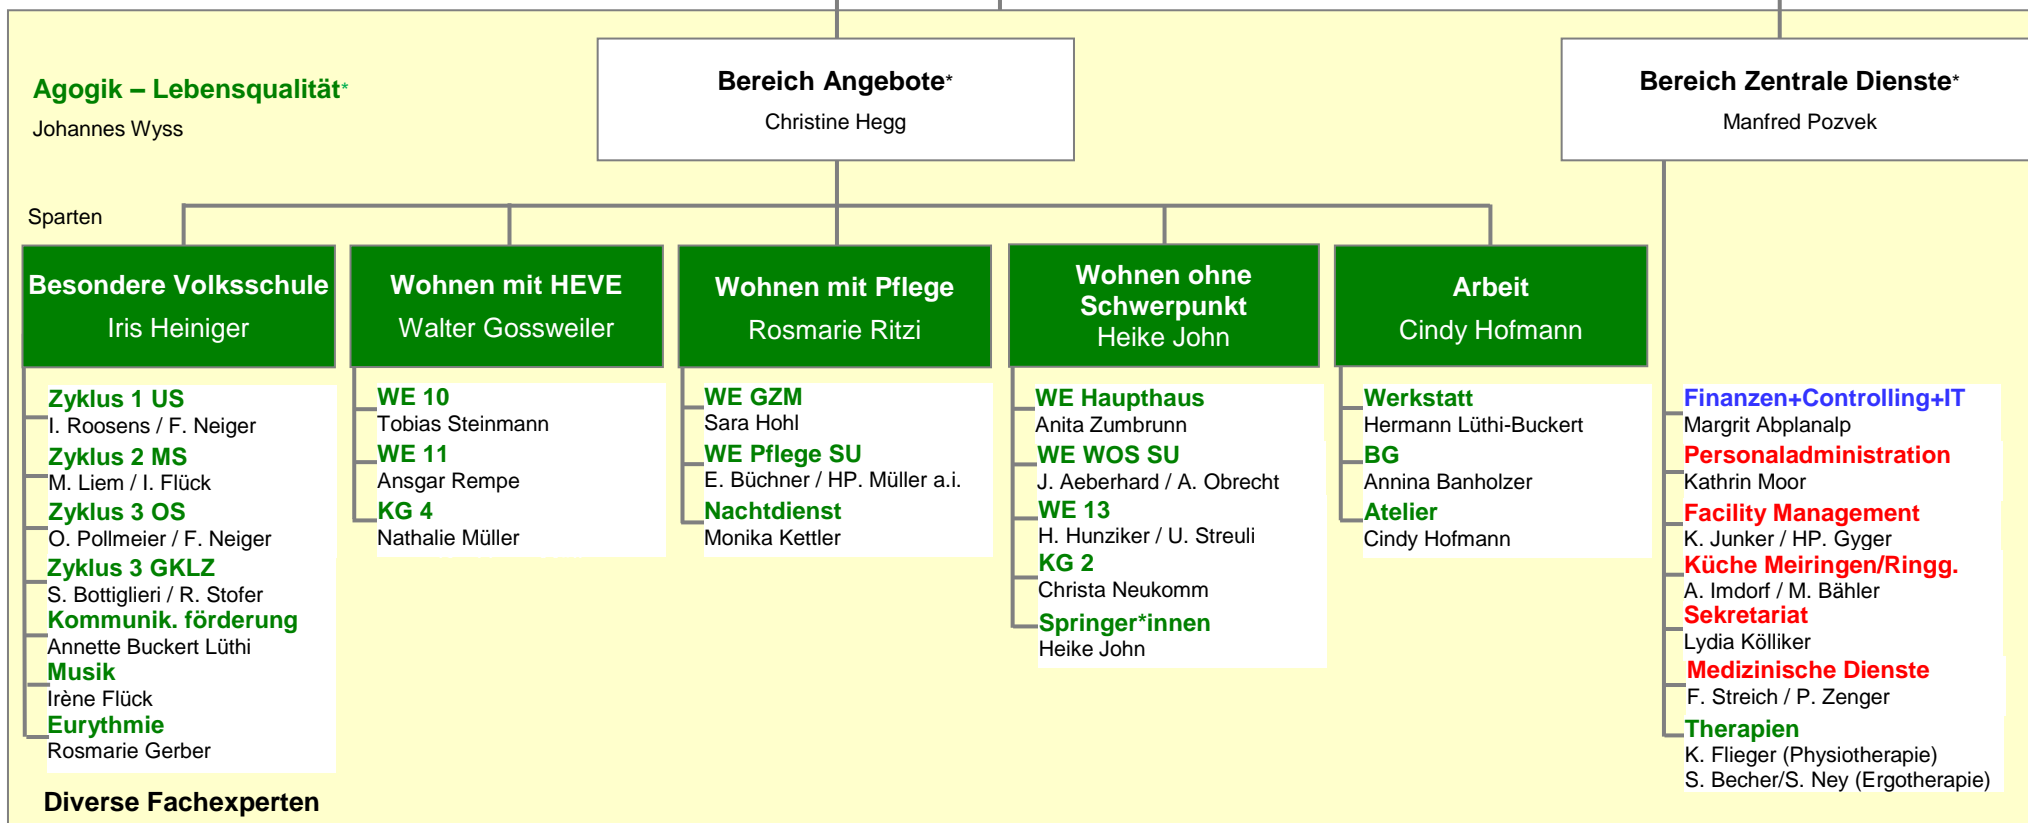 Agogik – Lebensqualität*
Johannes Wyss
Bereich Angebote*
Christine Hegg
Bereich Zentrale Dienste*
Manfred Pozvek
Sparten
Besondere Volksschule
Iris Heiniger
Zyklus 1 US
I. Roosens / F. Neiger
Zyklus 2 MS
M. Liem / I. Flück
Zyklus 3 OS
O. Pollmeier / F. Neiger
Zyklus 3 GKLZ
S. Bottiglieri / R. Stofer
Kommunik. förderung
Annette Buckert Lüthi
Musik
Irène Flück
Eurythmie
Rosmarie Gerber
Wohnen mit HEVE
Walter Gossweiler
WE 10
Tobias Steinmann
WE 11
Ansgar Rempe
KG 4
Nathalie Müller
Wohnen mit Pflege
Rosmarie Ritzi
WE GZM
Sara Hohl
WE Pflege SU
E. Büchner / HP. Müller a.i.
Nachtdienst
Monika Kettler
Wohnen ohne
Schwerpunkt
Heike John
WE Haupthaus
Anita Zumbrunn
WE WOS SU
J. Aeberhard / A. Obrecht
WE 13
H. Hunziker / U. Streuli
KG 2
Christa Neukomm
Springer*innen
Heike John
Arbeit
Cindy Hofmann
Werkstatt
Hermann Lüthi-Buckert
BG
Annina Banholzer
Atelier
Cindy Hofmann
Finanzen+Controlling+IT
Margrit Abplanalp
Personaladministration
Kathrin Moor
Facility Management
K. Junker / HP. Gyger
Küche Meiringen/Ringg.
A. Imdorf / M. Bähler
Sekretariat
Lydia Kölliker
Medizinische Dienste
F. Streich / P. Zenger
Therapien
K. Flieger (Physiotherapie)
S. Becher/S. Ney (Ergotherapie)
Diverse Fachexperten